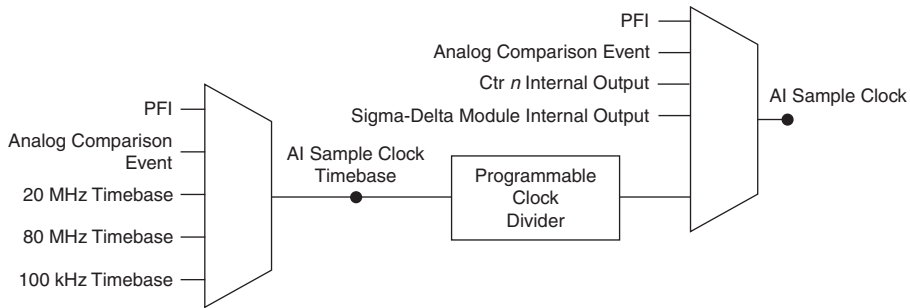 PFI
Analog Comparison Event
Ctr n Internal Output
Sigma-Delta Module Internal Output
AI Sample Clock
PFI
Analog Comparison
Event
20 MHz Timebase
80 MHz Timebase
100 kHz Timebase
AI Sample Clock
Timebase
Programmable
Clock
Divider